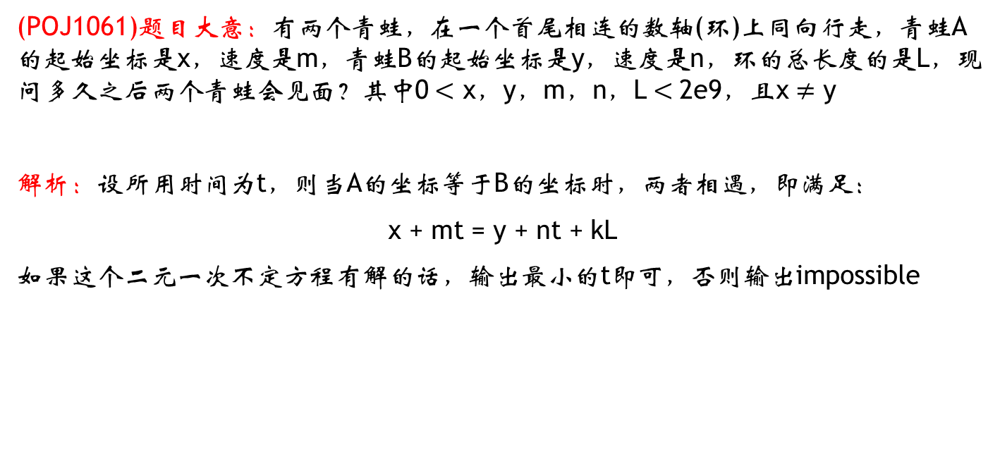 (POJ1061)题目大意：有两个青蛙，在一个首尾相连的数轴(环)上同向行走，青蛙A
的起始坐标是x，速度是m，青蛙B的起始坐标是y，速度是n，环的总长度的是L，现
问多久之后两个青蛙会见面？其中0＜x，y，m，n，L＜2e9，且x ≠ y
解析：设所用时间为t，则当A的坐标等于B的坐标时，两者相遇，即满足：
x + mt = y + nt + kL
如果这个二元一次不定方程有解的话，输出最小的t即可，否则输出impossible